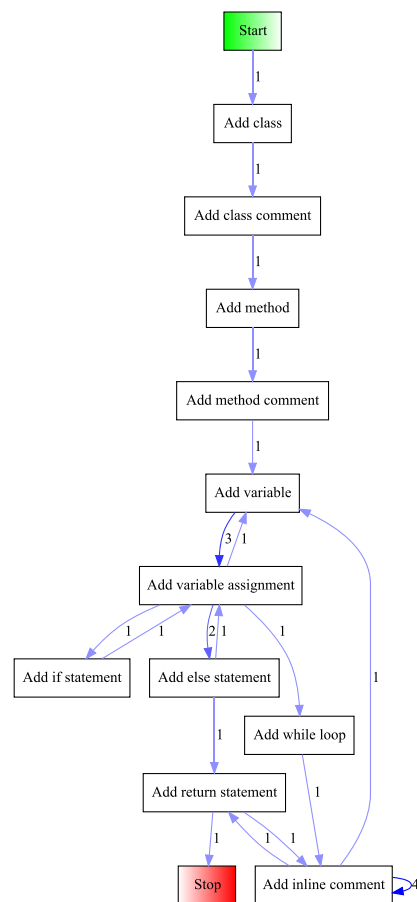 Start
1
Add class
1
Add class comment
1
Add method
1
Add method comment
1
Add variable
3 1
Add variable assignment
1 1 2 1 1
Add if statement Add else statement
1
Add while loop
1
1
Add return statement
1 1 1
Stop Add inline comment 4